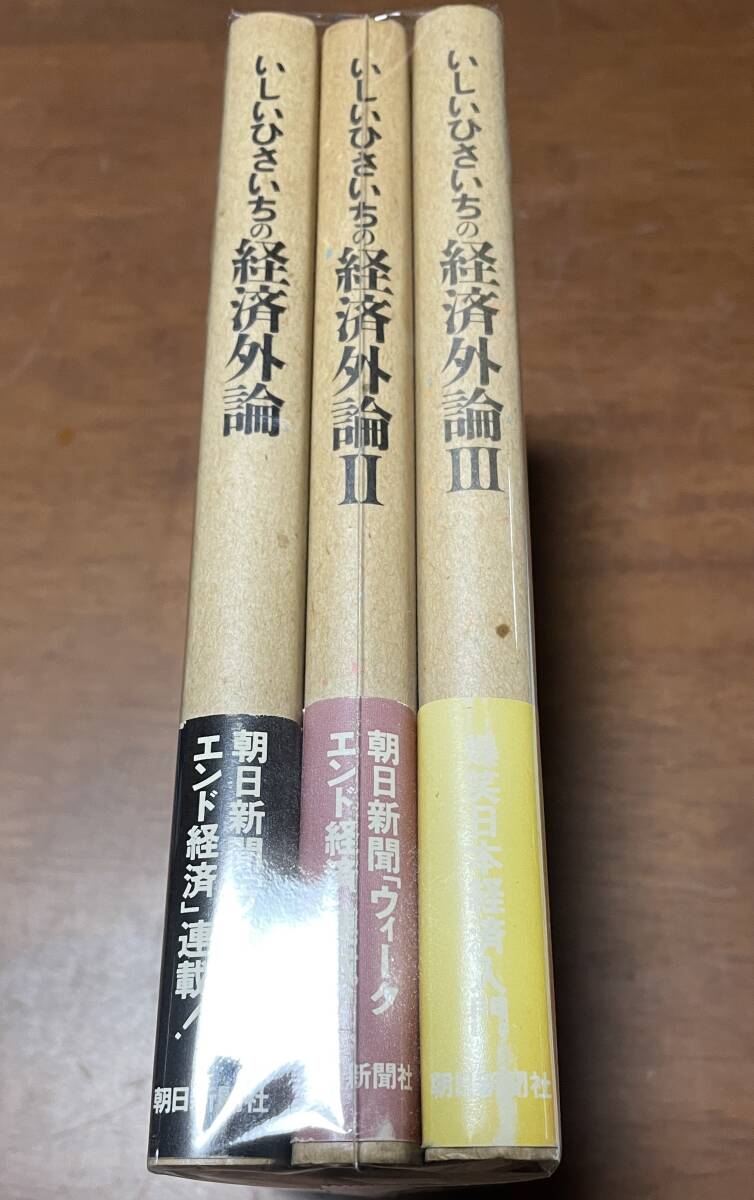 いしいひさいちの経済外論
朝日新聞「ウ
エンド経済」連載！
朝日新聞社
いしいひさいちの経済外論II
朝日新聞「ウィーク
エンド経済
新聞社
いしいひさいちの経済外論III
爆笑日本経済入門
朝日新聞社